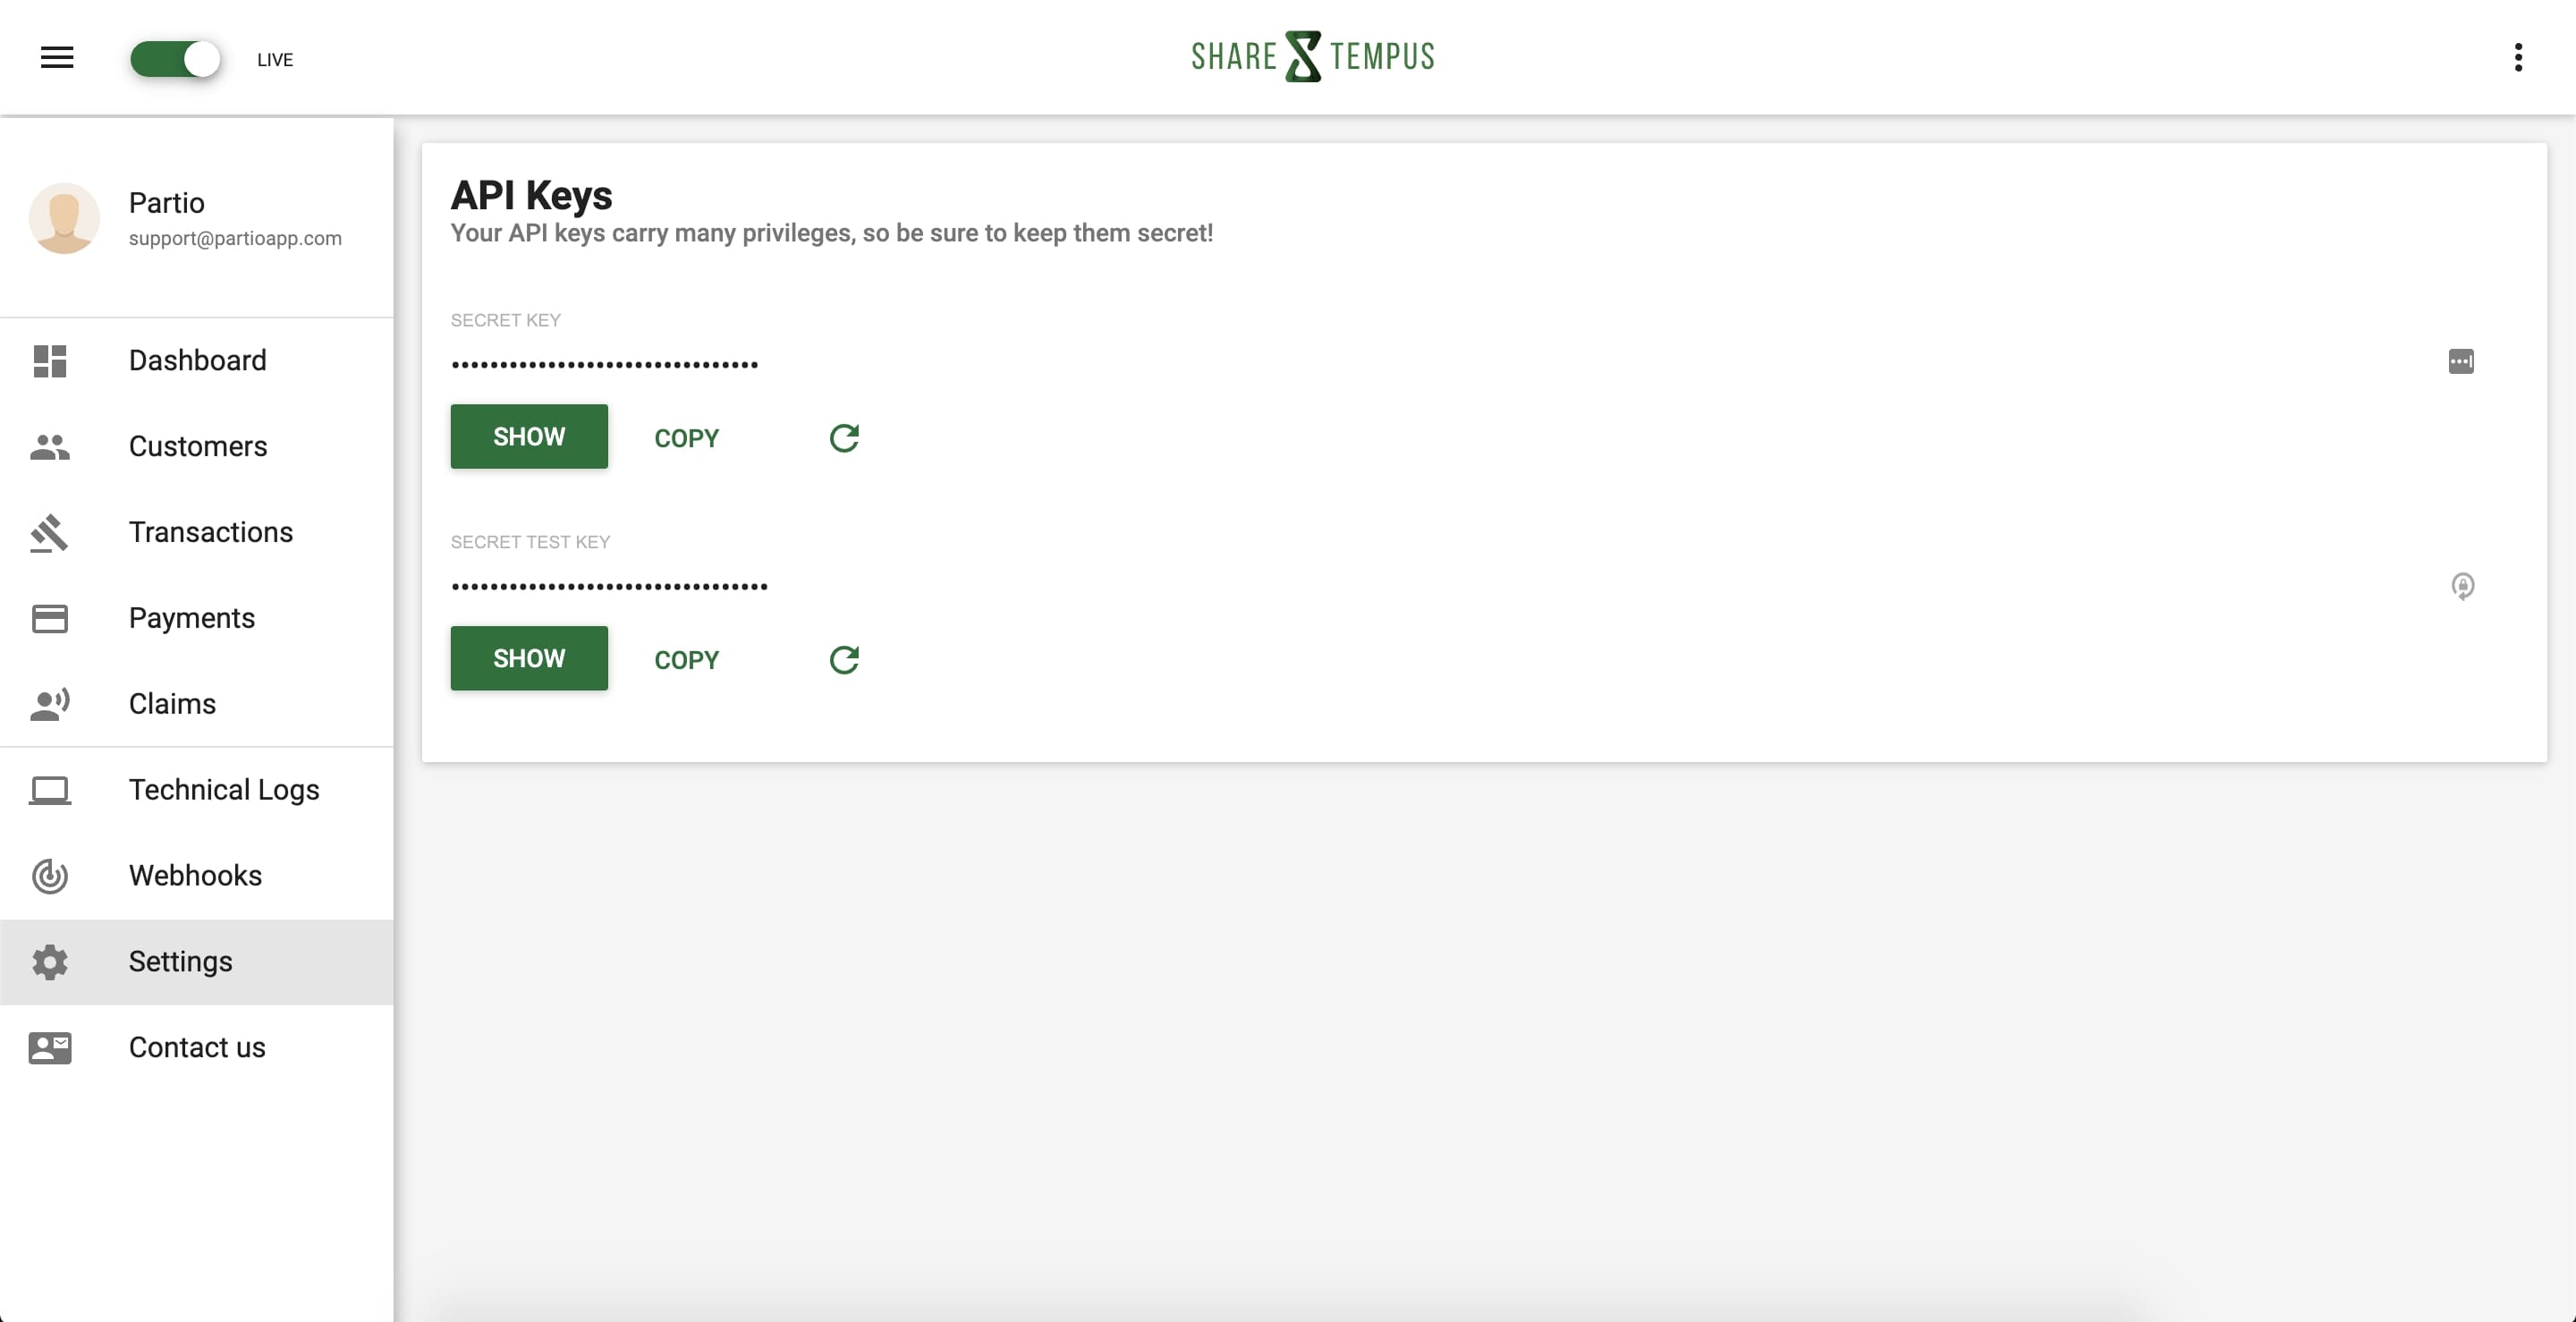 LIVE
SHARE TEMPUS
Partio
support@partioapp.com
Dashboard
Customers
Transactions
Payments
Claims
Technical Logs
Webhooks
Settings
Contact us
API Keys
Your API keys carry many privileges, so be sure to keep them secret!
SECRET KEY
••••••••••••••••••••••••••••••••
SHOW COPY
SECRET TEST KEY
•••••••••••••••••••••••••••••••••
SHOW COPY